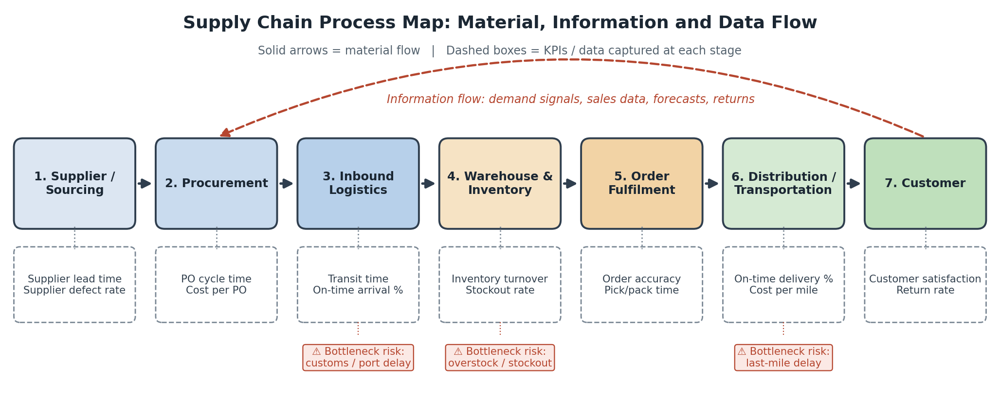 Supply Chain Process Map: Material, Information and Data Flow
Solid arrows = material flow | Dashed boxes = KPIs / data captured at each stage
Information flow: demand signals, sales data, forecasts, returns
1. Supplier /
Sourcing
2. Procurement
3. Inbound
Logistics
4. Warehouse &
Inventory
5. Order
Fulfilment
6. Distribution /
Transportation
7. Customer
Supplier lead time
Supplier defect rate
PO cycle time
Cost per PO
Transit time
On-time arrival %
Inventory turnover
Stockout rate
Order accuracy
Pick/pack time
On-time delivery %
Cost per mile
Customer satisfaction
Return rate
⚠ Bottleneck risk:
customs / port delay
⚠ Bottleneck risk:
overstock / stockout
⚠ Bottleneck risk:
last-mile delay